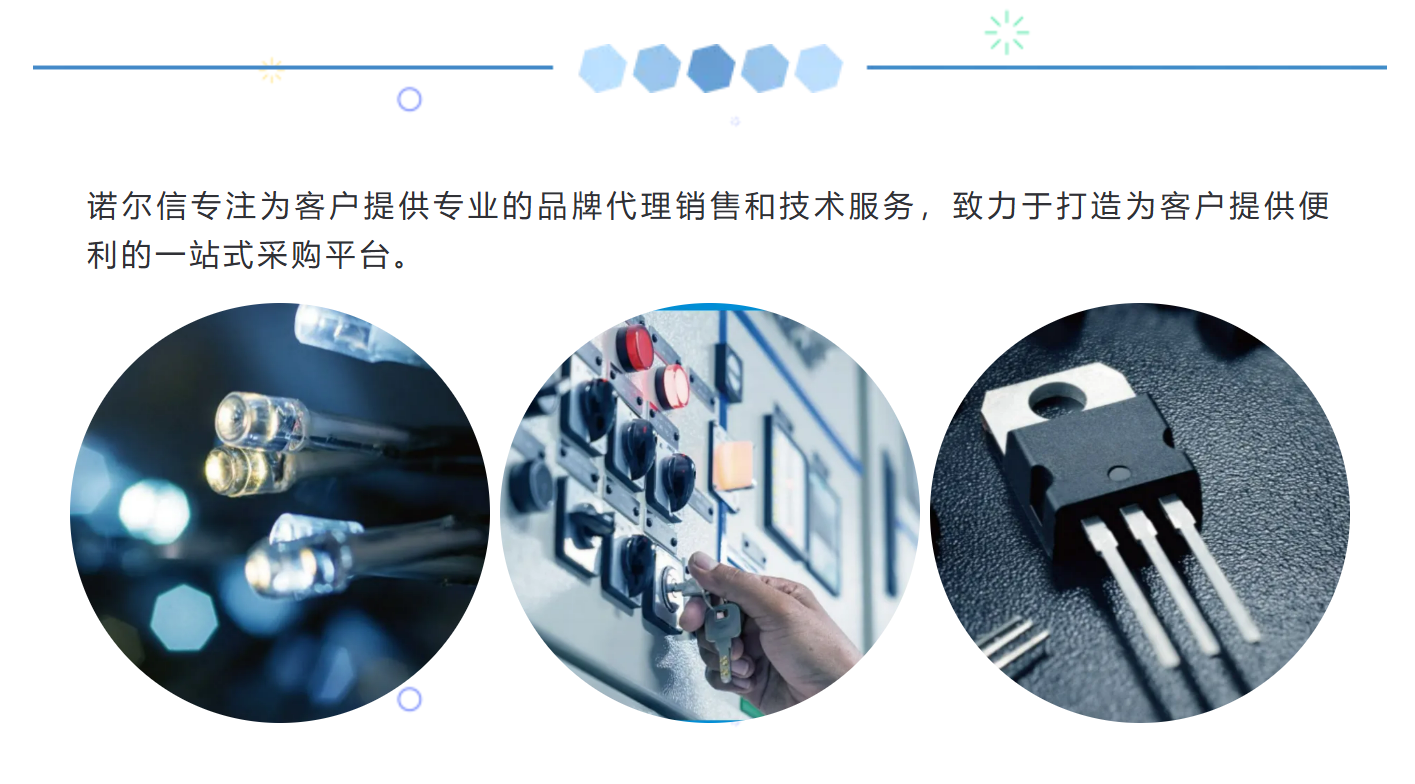 诺尔信专注为客户提供专业的品牌代理销售和技术服务，致力于打造为客户提供便
利的一站式采购平台。